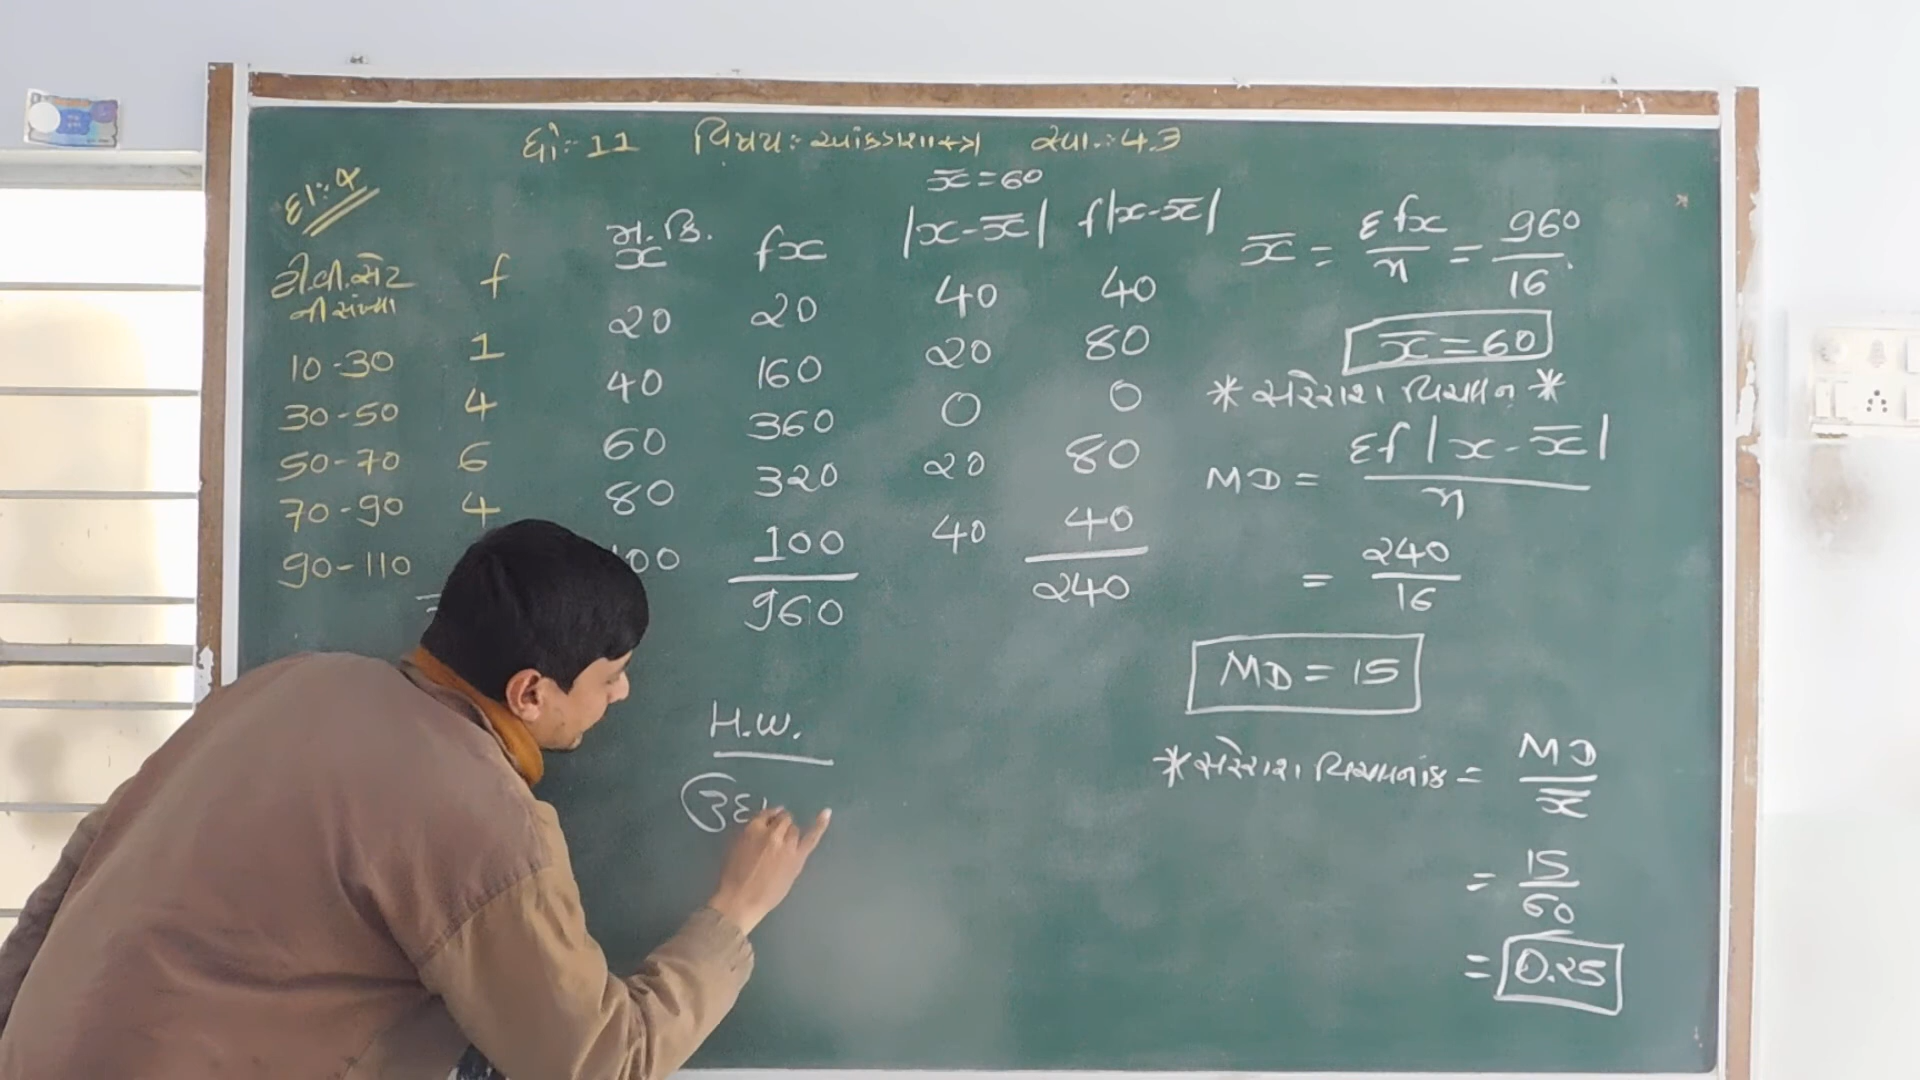 ધો:-11 વિષય:આંકડાશાસ્ત્ર સ્વા.:4.3
દા:૫
x̄=60
ટી.વી.સેટ ની સંખ્યા f મ.કિં. x fx |x-x̄| f|x-x̄|
10-30 1 20 20 40 40
30-50 4 40 160 20 80
50-70 6 60 360 0 0
70-90 4 80 320 20 80
90-110 100 100 40 40
960 240
x̄ = Σfx/n = 960/16
x̄=60
*સરેરાશ વિચલન*
MD = Σf|x-x̄|/n
= 240/16
MD = 15
*સરેરાશ વિચલનાંક = MD/x̄
= 15/60
= 0.25
H.W.